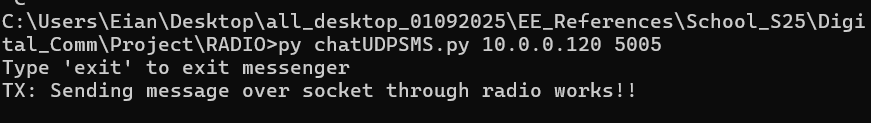 C:\Users\Eian\Desktop\all_desktop_01092025\EE_References\School_S25\Digi
tal_Comm\Project\RADIO>py chatUDPSMS.py 10.0.0.120 5005
Type 'exit' to exit messenger
TX: Sending message over socket through radio works!!